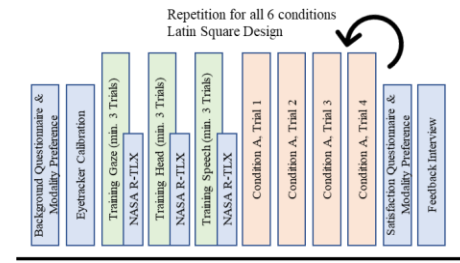 Repetition for all 6 conditions
Latin Square Design
Background Questionnaire &
Modality Preference
Eyetracker Calibration
Training Gaze (min. 3 Trials)
NASA R-TLX
Training Head (min. 3 Trials)
NASA R-TLX
Training Speech (min. 3 Trials)
NASA R-TLX
Condition A, Trial 1
Condition A, Trial 2
Condition A, Trial 3
Condition A, Trial 4
Satisfaction Questionnaire &
Modality Preference
Feedback Interview